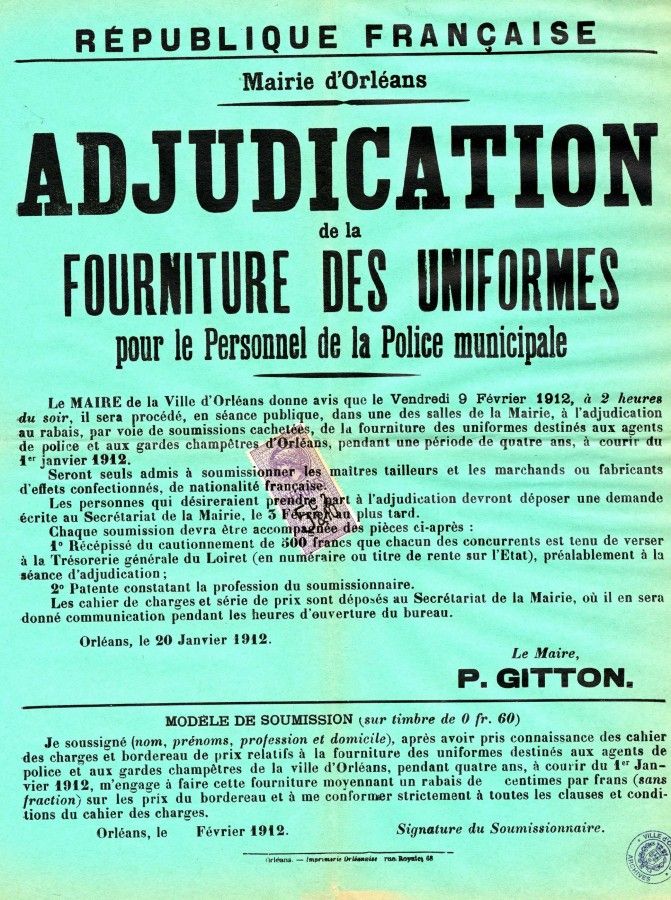 RÉPUBLIQUE FRANÇAISE
Mairie d'Orléans
ADJUDICATION
de la
FOURNITURE DES UNIFORMES
pour le Personnel de la Police municipale
Le MAIRE de la Ville d'Orléans donne avis que le Vendredi 9 Février 1912, à 2 heures
du soir, il sera procédé, en séance publique, dans une des salles de la Mairie, à l'adjudication
au rabais, par voie de soumissions cachetées, de la fourniture des uniformes destinés aux agents
de police et aux gardes champêtres d'Orléans, pendant une période de quatre ans, à courir du
1er janvier 1912.
Seront seuls admis à soumissionner les maîtres tailleurs et les marchands ou fabricants
d'effets confectionnés, de nationalité française.
Les personnes qui désireraient prendre part à l'adjudication devront déposer une demande
écrite au Secrétariat de la Mairie, le 3 Février au plus tard.
Chaque soumission devra être accompagnée des pièces ci-après :
1° Récépissé du cautionnement de 500 francs que chacun des concurrents est tenu de verser
à la Trésorerie générale du Loiret (en numéraire ou titre de rente sur l'Etat), préalablement à la
séance d'adjudication ;
2° Patente constatant la profession du soumissionnaire.
Les cahier de charges et série de prix sont déposés au Secrétariat de la Mairie, où il en sera
donné communication pendant les heures d'ouverture du bureau.
Orléans, le 20 Janvier 1912.
Le Maire,
P. GITTON.
MODÈLE DE SOUMISSION (sur timbre de 0 fr. 60)
Je soussigné (nom, prénoms, profession et domicile), après avoir pris connaissance des cahier
des charges et bordereau de prix relatifs à la fourniture des uniformes destinés aux agents de
police et aux gardes champêtres de la ville d'Orléans, pendant quatre ans, à courir du 1er Jan-
vier 1912, m'engage à faire cette fourniture moyennant un rabais de centimes par frans (sans
fraction) sur les prix du bordereau et à me conformer strictement à toutes les clauses et condi-
tions du cahier des charges.
Orléans, le Février 1912. Signature du Soumissionnaire.
Orléans. — Imprimerie Orléanaise rue Royale, 68
VILLE D'O
ARCHIVES